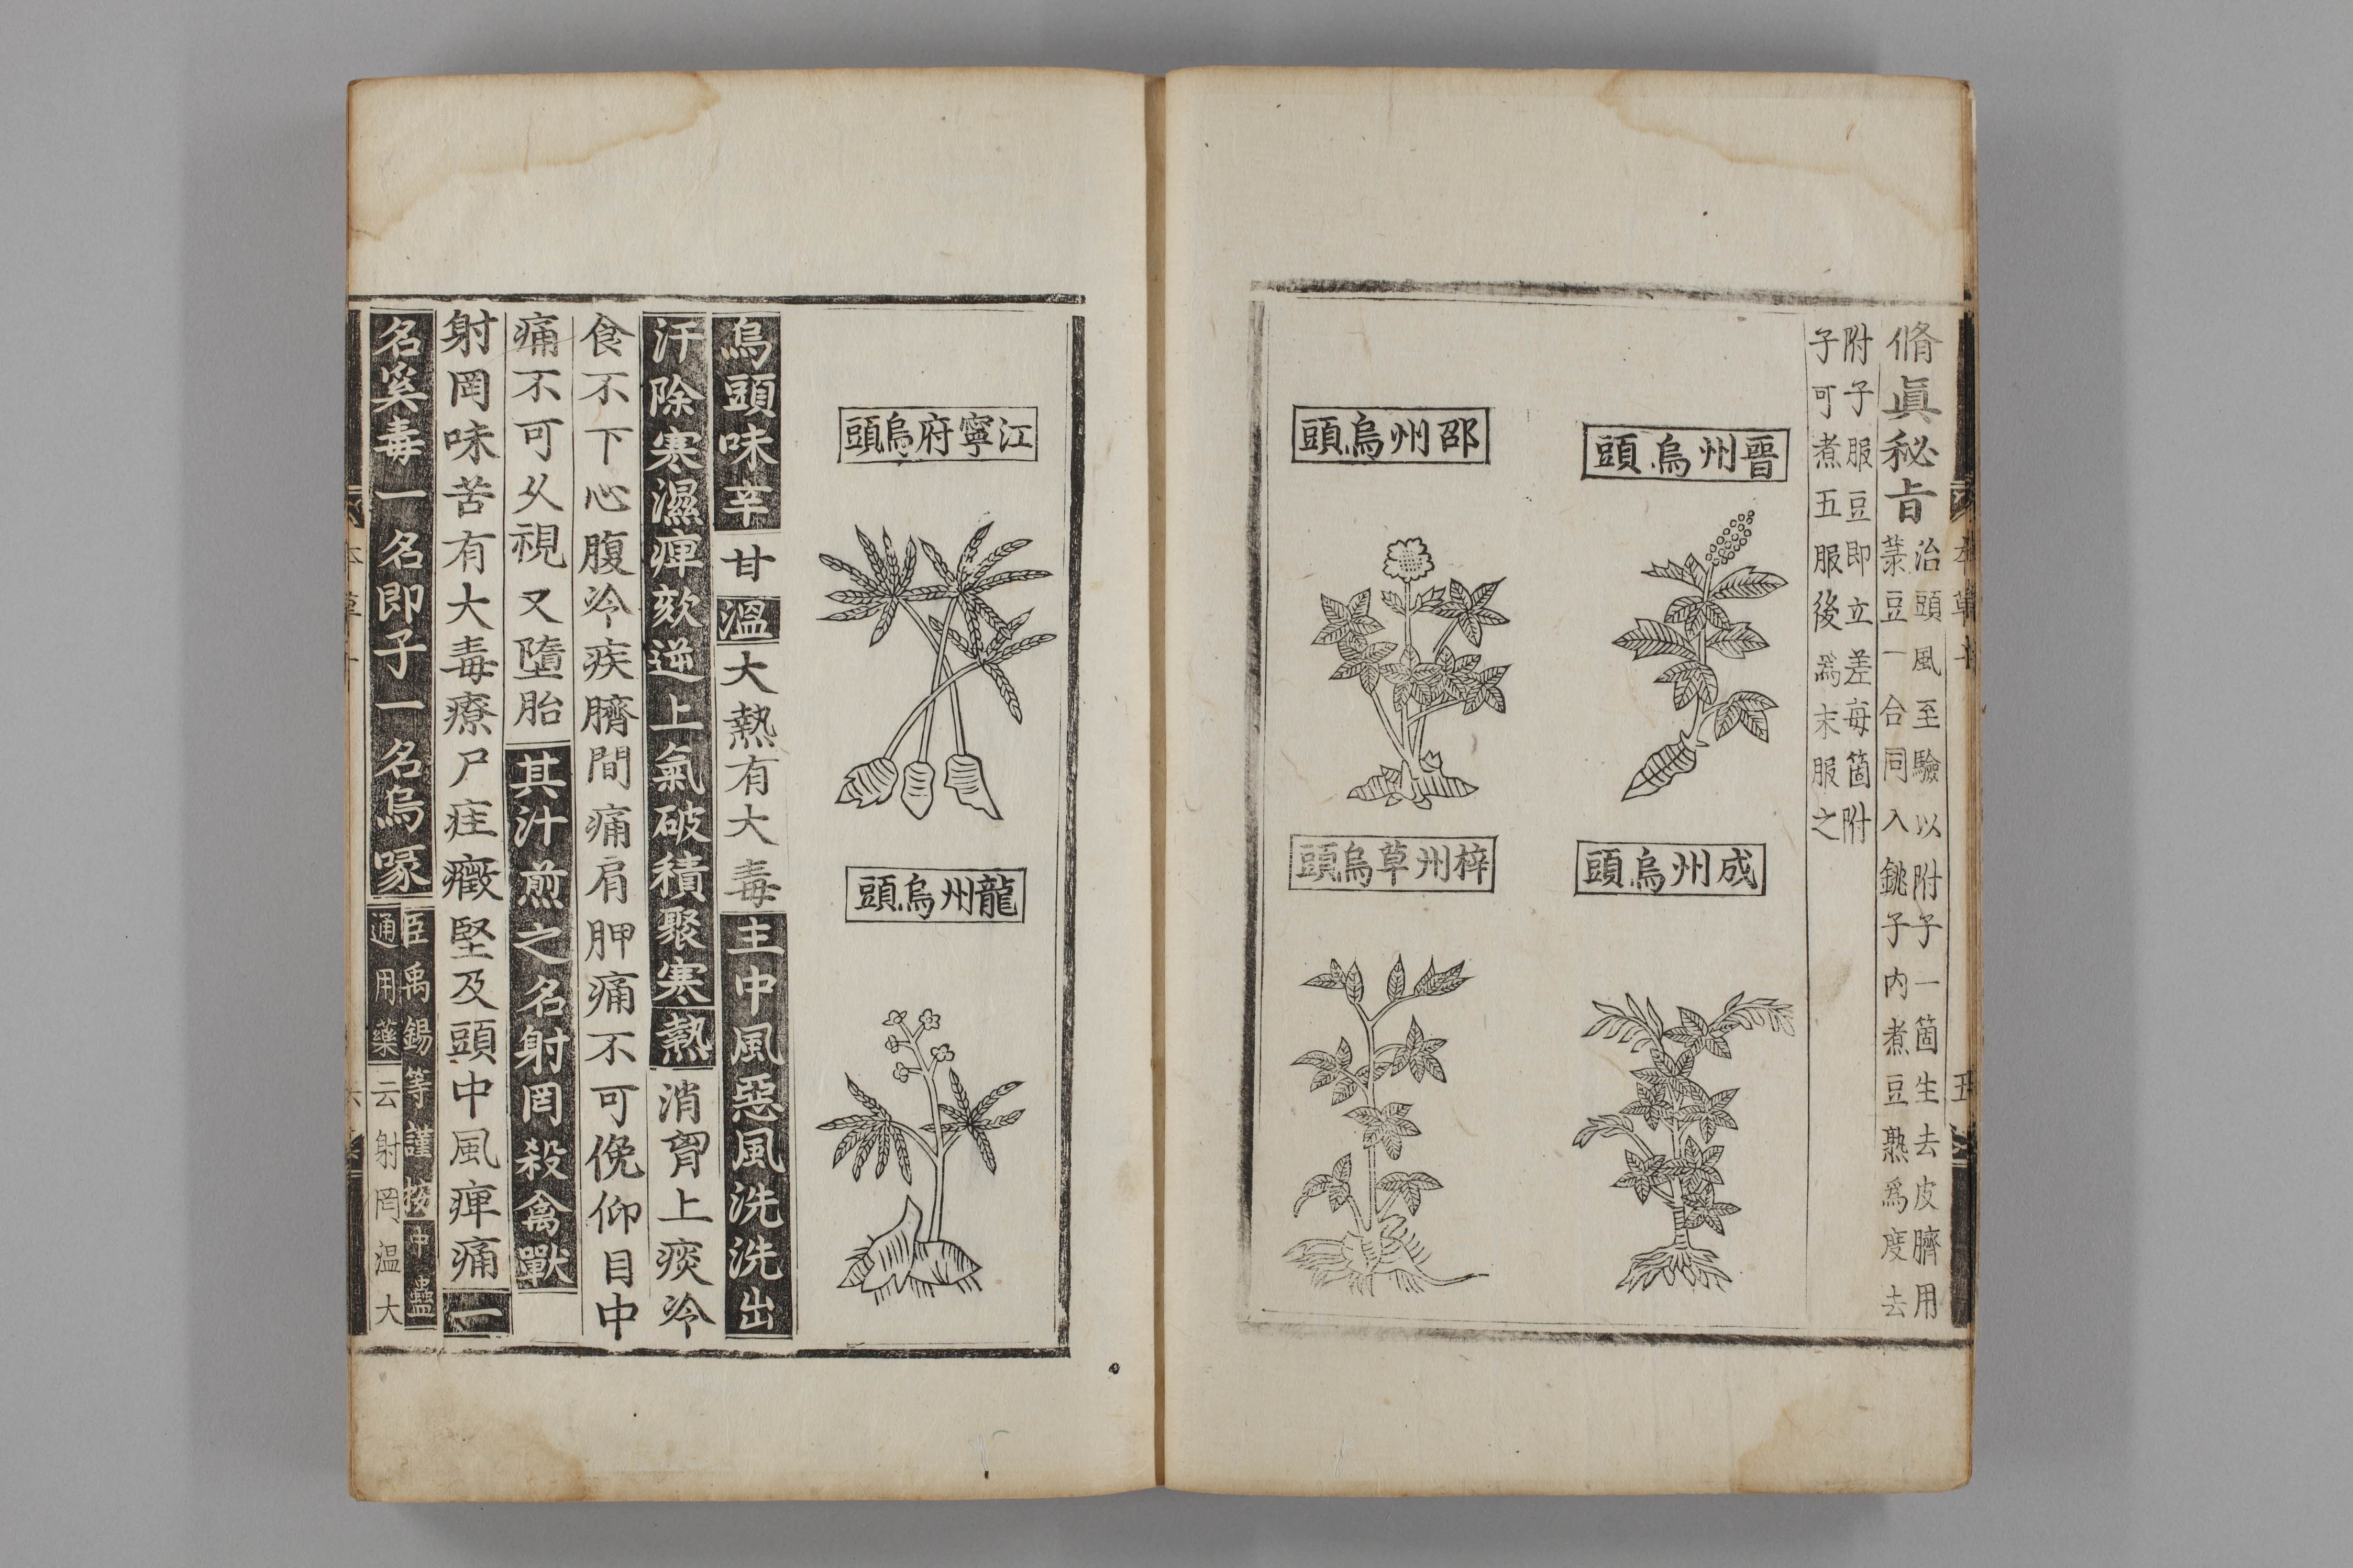 脩眞秘旨治頭風至驗以附子一箇生去皮臍用
菉豆一合同入銚子內煮豆熟爲度去
附子服豆即立差每箇附
子可煮五服後爲末服之
晉州烏頭
邵州烏頭
成州烏頭
梓州草烏頭
江寧府烏頭
龍州烏頭
烏頭味辛甘溫大熱有大毒主中風惡風洗洗出
汗除寒濕痺欬逆上氣破積聚寒熱消胷上痰冷
食不下心腹冷疾臍間痛肩胛痛不可俛仰目中
痛不可乆視又墮胎其汁煎之名射罔殺禽獸
射罔味苦有大毒療尸疰癥堅及頭中風痺痛一
名奚毒一名即子一名烏喙
臣禹錫等謹按中蠱
通用藥云射罔溫大